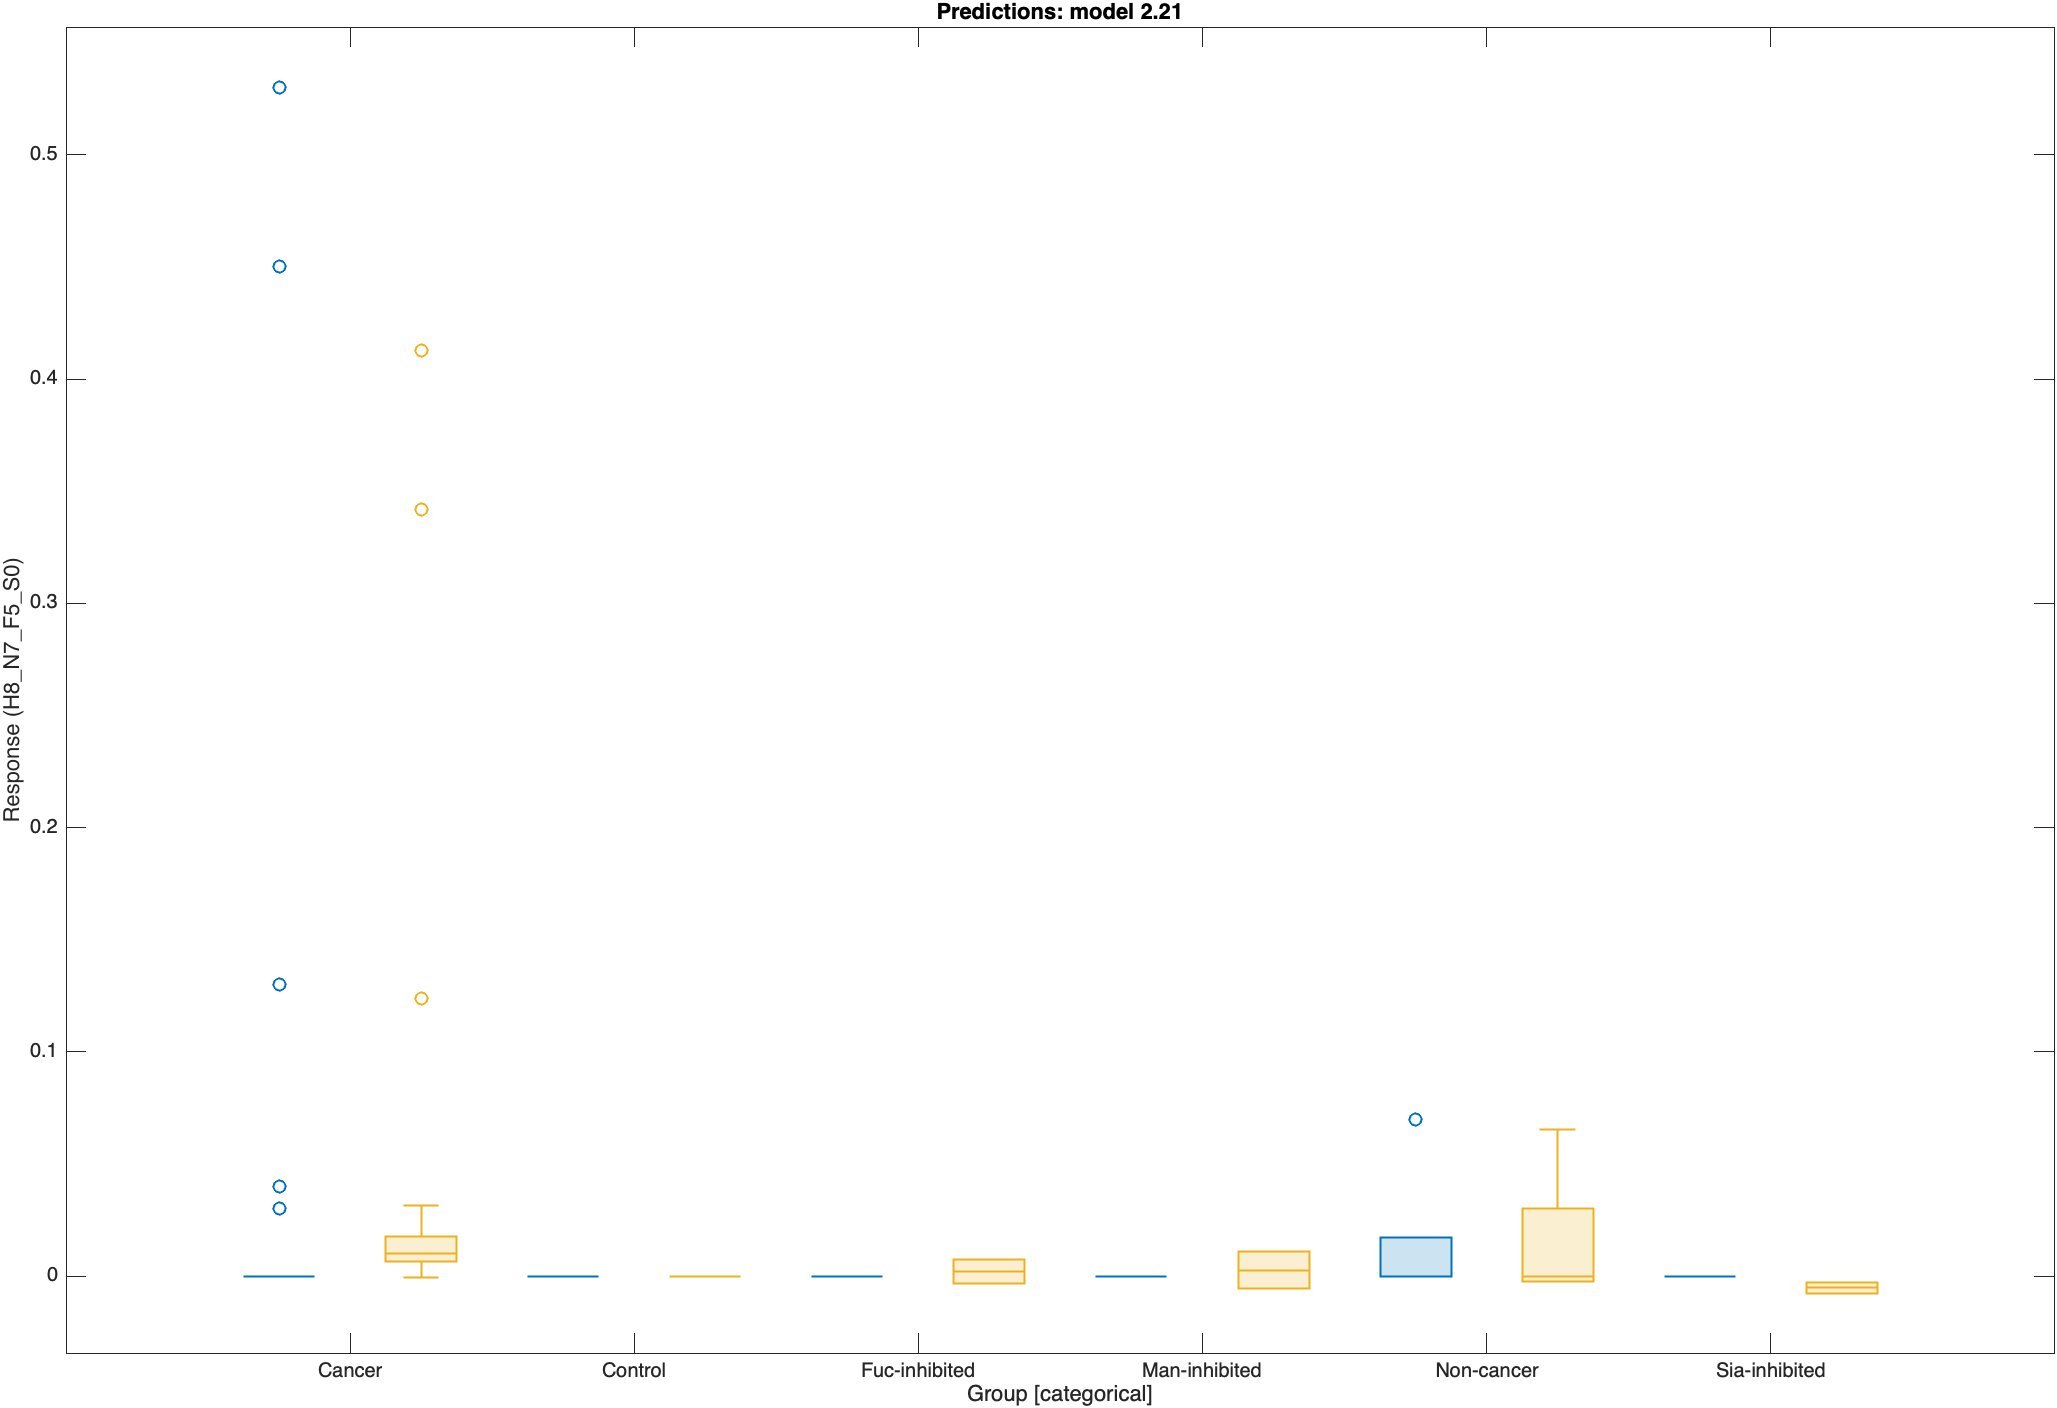 Predictions: model 2.21
Response (H8_N7_F5_S0)
0.5
0.4
0.3
0.2
0.1
0
Cancer Control Fuc-inhibited Man-inhibited Non-cancer Sia-inhibited
Group [categorical]